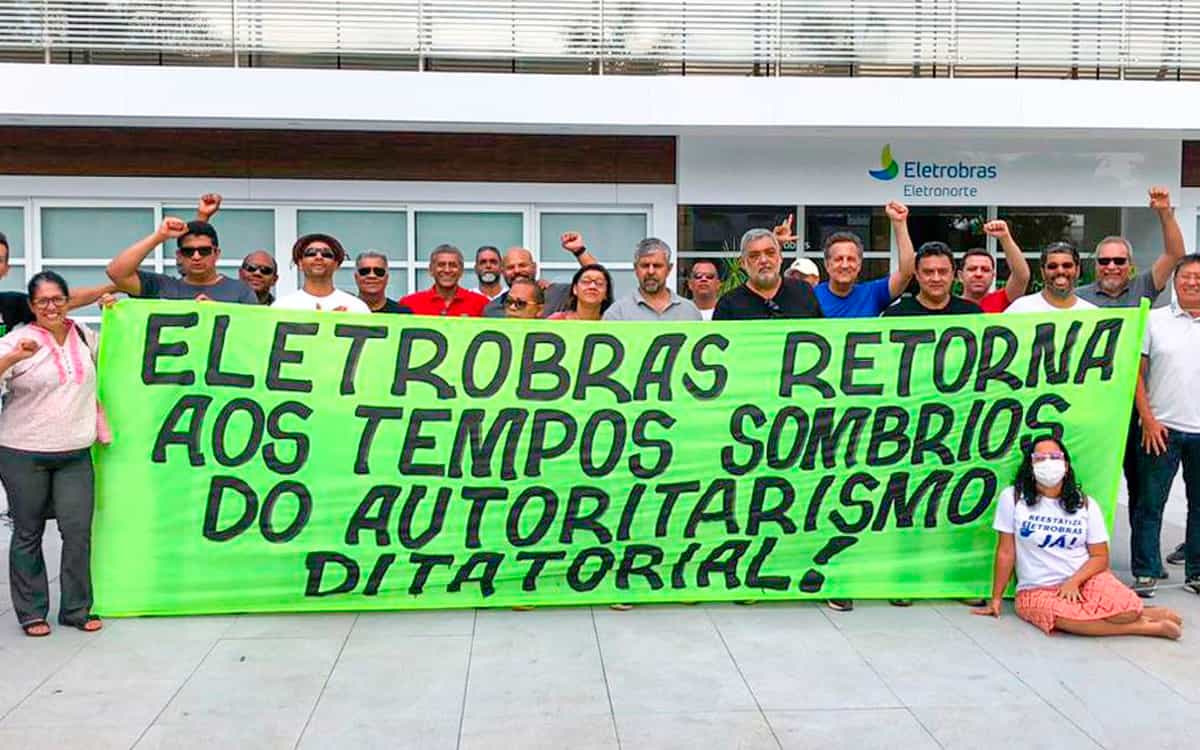 Eletrobras
Eletronorte
ELETROBRAS RETORNA
AOS TEMPOS SOMBRIOS
DO AUTORITARISMO
DITATORIAL!
REESTATIZA
ELETROBRAS
JÁ!